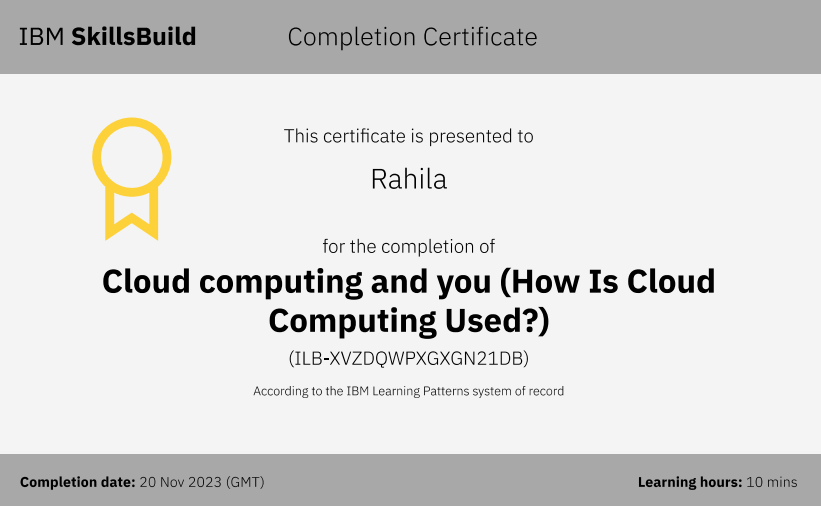 IBM SkillsBuild
Completion Certificate
This certificate is presented to
Rahila
for the completion of
Cloud computing and you (How Is Cloud
Computing Used?)
(ILB-XVZDQWPXGXGN21DB)
According to the IBM Learning Patterns system of record
Completion date: 20 Nov 2023 (GMT)
Learning hours: 10 mins